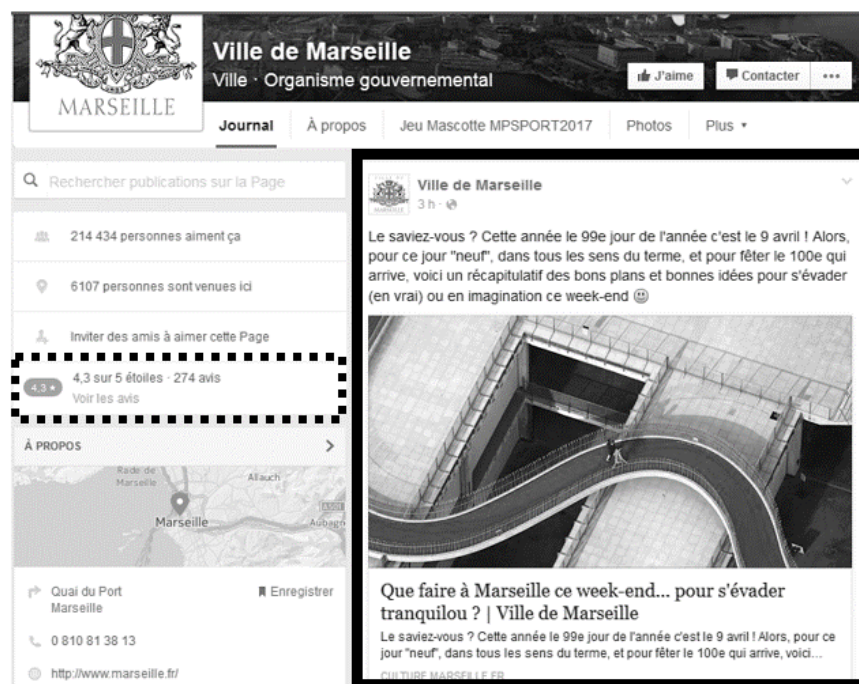 MARSEILLE
Ville de Marseille
Ville · Organisme gouvernemental
J'aime
Contacter
Journal
À propos
Jeu Mascotte MPSPORT2017
Photos
Plus
Rechercher publications sur la Page
214 434 personnes aiment ça
6107 personnes sont venues ici
Inviter des amis à aimer cette Page
4,3
4,3 sur 5 étoiles · 274 avis
Voir les avis
À PROPOS
Rade de
Marseille
Allauch
A501
Marseille
Aubagn
Quai du Port
Marseille
Enregistrer
0 810 81 38 13
http://www.marseille.fr/
MARSEILLE
Ville de Marseille
3 h ·
Le saviez-vous ? Cette année le 99e jour de l'année c'est le 9 avril ! Alors,
pour ce jour "neuf", dans tous les sens du terme, et pour fêter le 100e qui
arrive, voici un récapitulatif des bons plans et bonnes idées pour s'évader
(en vrai) ou en imagination ce week-end
Que faire à Marseille ce week-end... pour s'évader
tranquilou ? | Ville de Marseille
Le saviez-vous ? Cette année le 99e jour de l'année c'est le 9 avril ! Alors, pour ce
jour "neuf", dans tous les sens du terme, et pour fêter le 100e qui arrive, voici...
CULTURE.MARSEILLE.FR